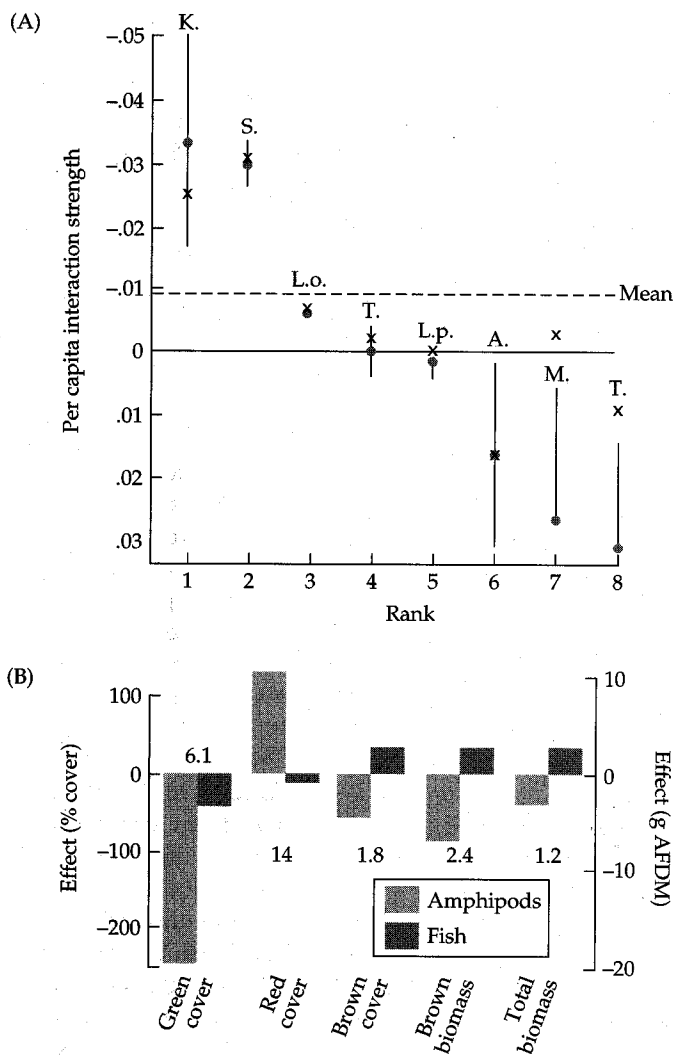 (A)
-.05
-.04
-.03
-.02
-.01
0
.01
.02
.03
Per capita interaction strength
K.
S.
L.o.
T.
L.p.
A.
M.
T.
Mean
1 2 3 4 5 6 7 8
Rank
(B)
100
0
-100
-200
Effect (% cover)
6.1
14
1.8
2.4
1.2
10
0
-10
-20
Effect (g AFDM)
Amphipods
Fish
Green cover
Red cover
Brown cover
Brown biomass
Total biomass